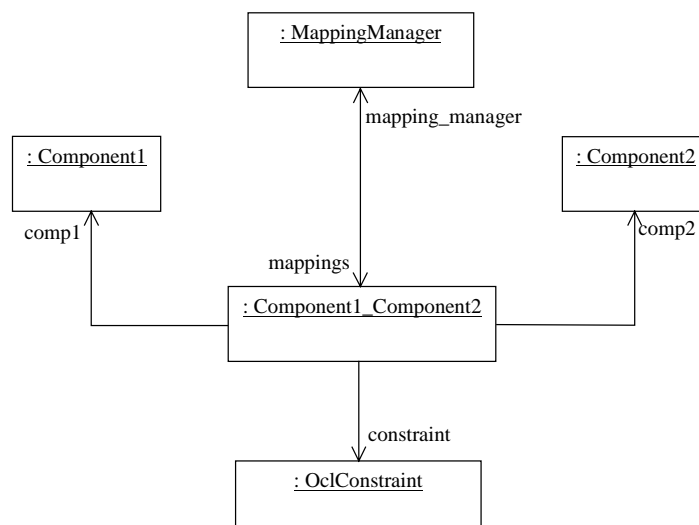 : MappingManager
mapping_manager
: Component1
: Component2
comp1
comp2
mappings
: Component1_Component2
constraint
: OclConstraint